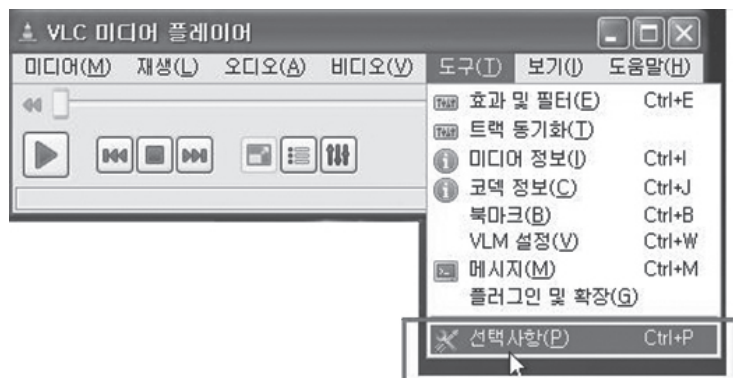 VLC 미디어 플레이어
미디어(M) 재생(L) 오디오(A) 비디오(V) 도구(T) 보기(I) 도움말(H)
효과 및 필터(E) Ctrl+E
트랙 동기화(T)
미디어 정보(I) Ctrl+I
코덱 정보(C) Ctrl+J
북마크(B) Ctrl+B
VLM 설정(V) Ctrl+W
메시지(M) Ctrl+M
플러그인 및 확장(G)
선택사항(P) Ctrl+P